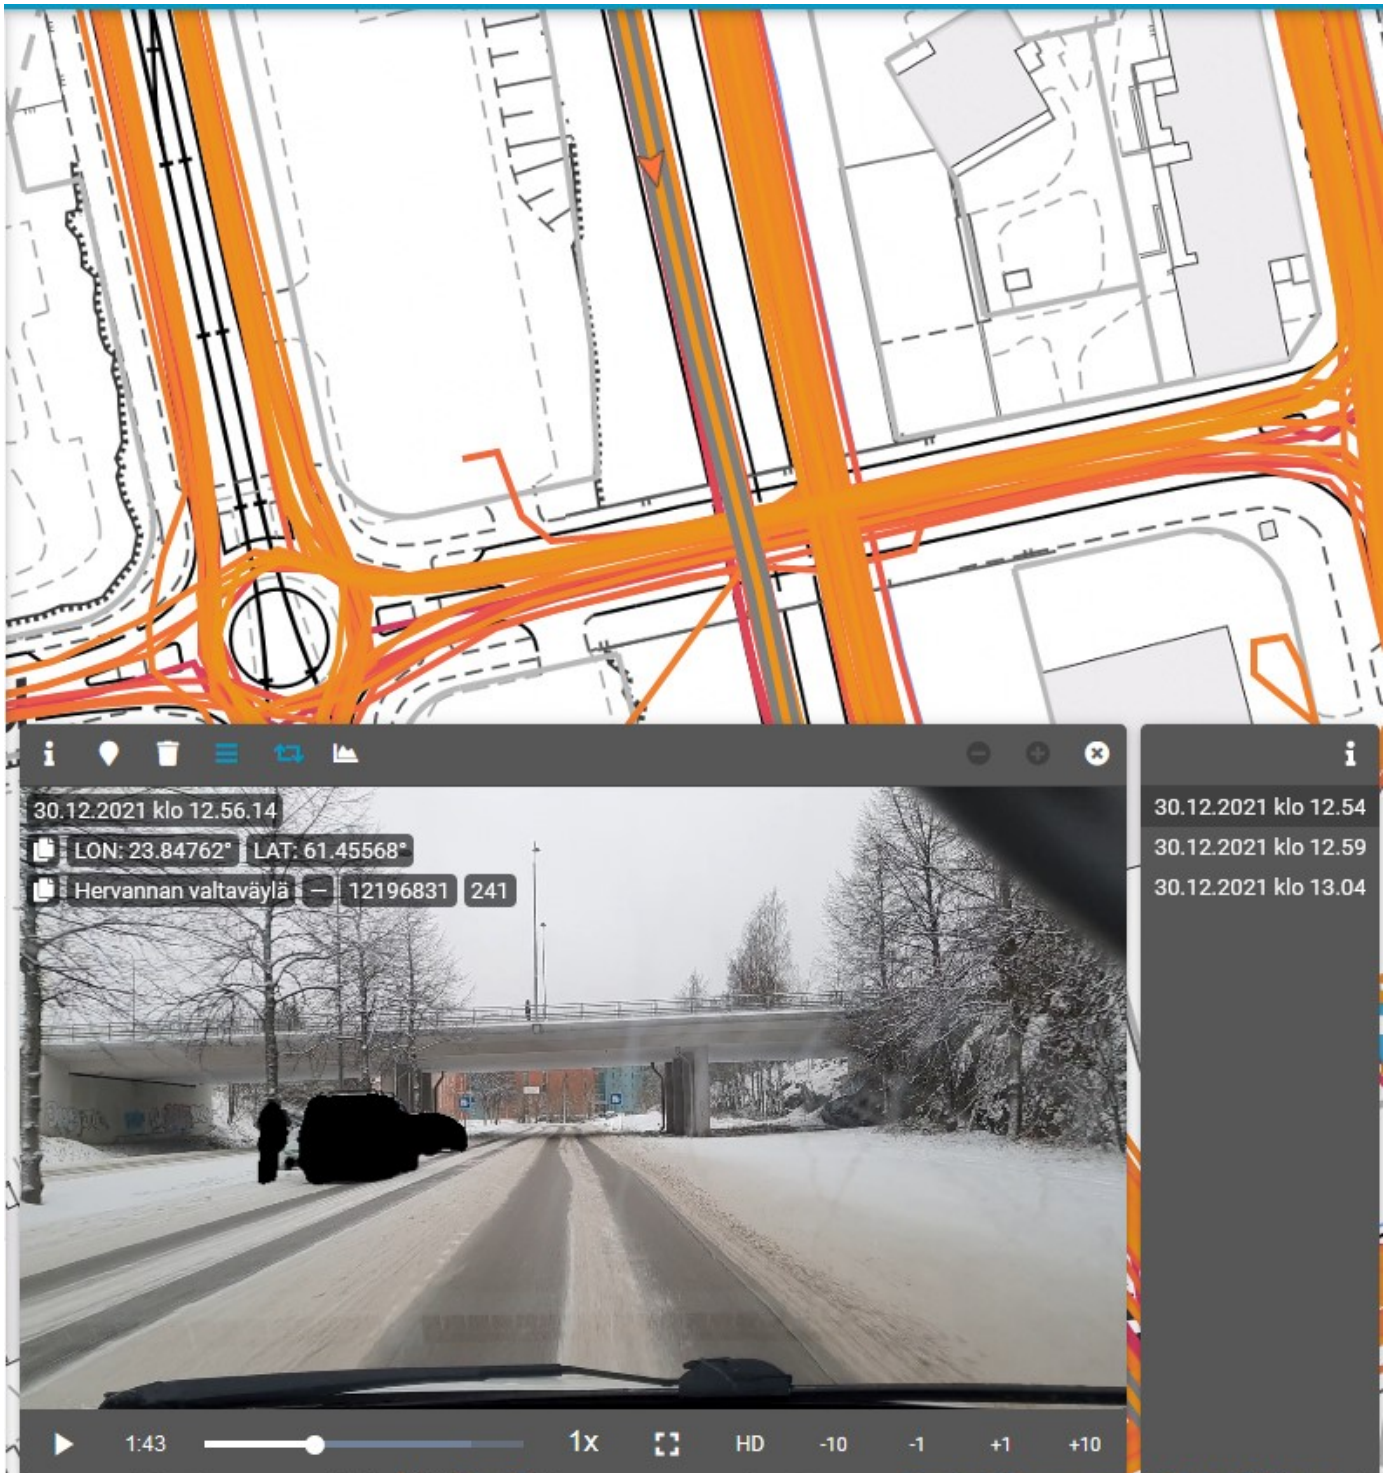 30.12.2021 klo 12.56.14
LON: 23.84762° LAT: 61.45568°
Hervannan valtaväylä – 12196831 241
30.12.2021 klo 12.54
30.12.2021 klo 12.59
30.12.2021 klo 13.04
1:43 1x HD -10 -1 +1 +10